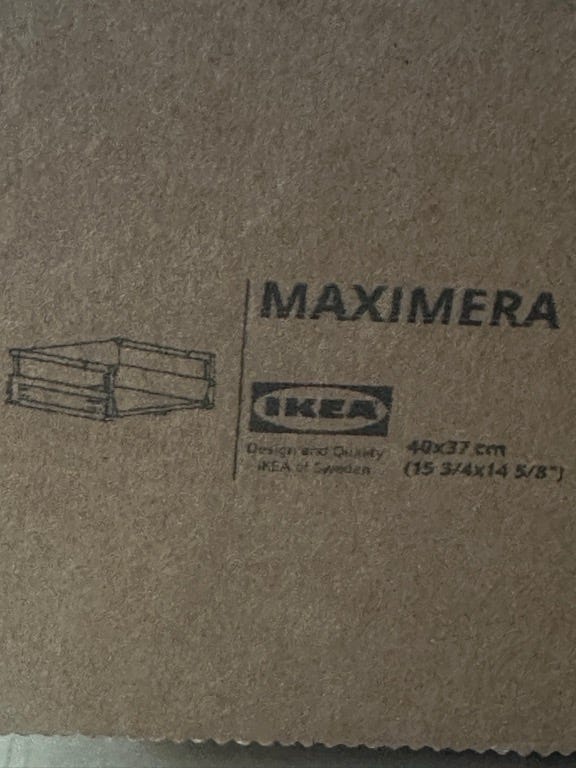 MAXIMERA
IKEA
Design and Quality
IKEA of Sweden
40x37 cm
(15 3/4x14 5/8")